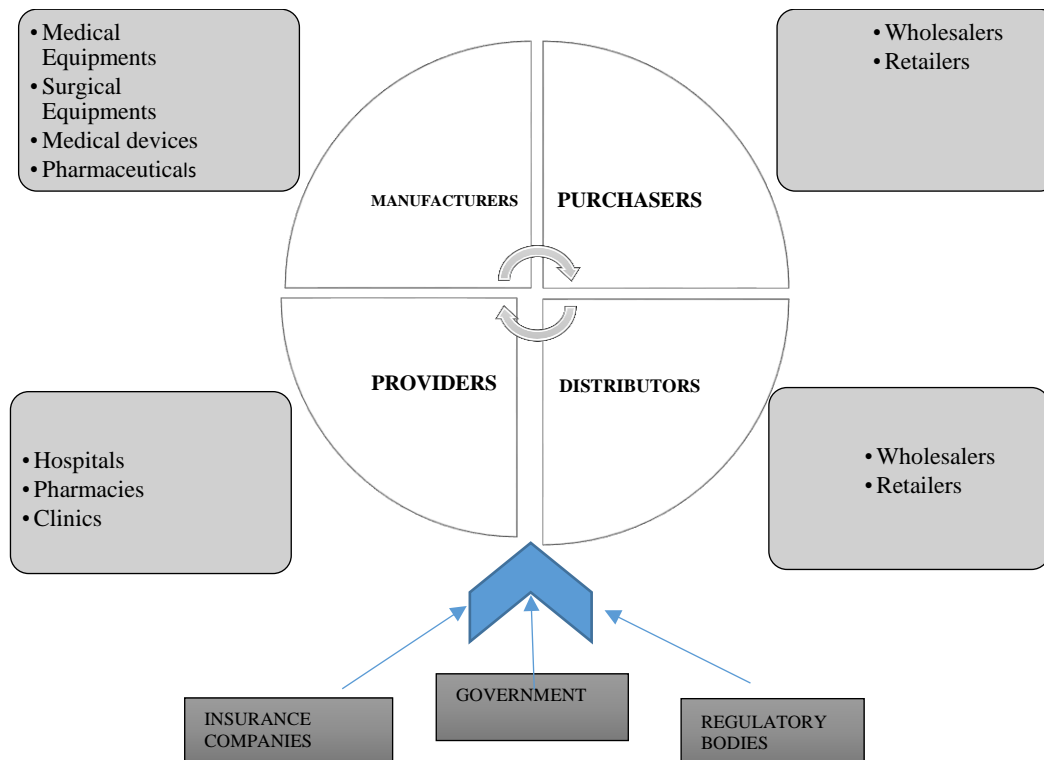 • Medical
Equipments
• Surgical
Equipments
• Medical devices
• Pharmaceuticals
• Wholesalers
• Retailers
MANUFACTURERS
PURCHASERS
PROVIDERS
DISTRIBUTORS
• Hospitals
• Pharmacies
• Clinics
• Wholesalers
• Retailers
INSURANCE
COMPANIES
GOVERNMENT
REGULATORY
BODIES